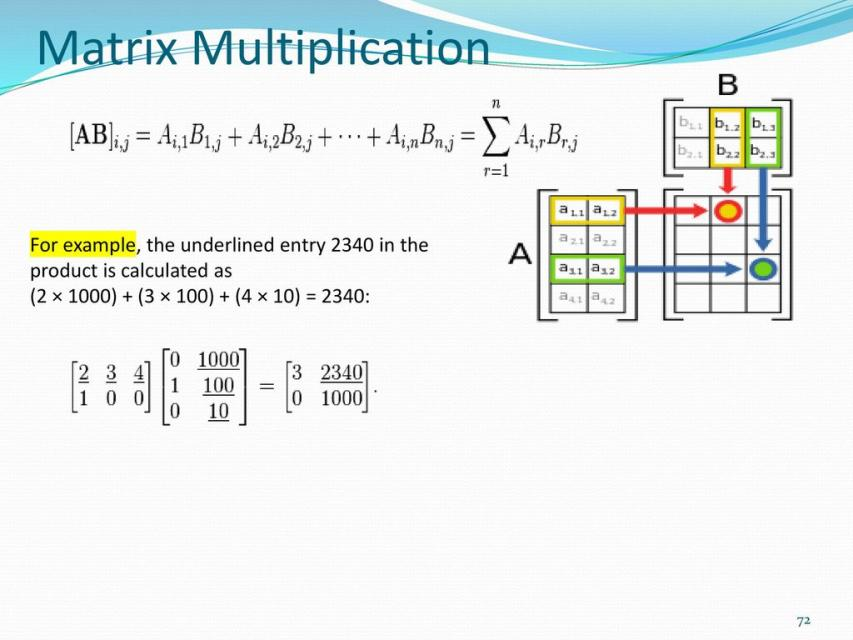 Matrix Multiplication
[AB]i,j = Ai,1B1,j + Ai,2B2,j + ··· + Ai,nBn,j = ∑ⁿr=1 Ai,rBr,j
B
b1,1 b1,2 b1,3
b2,1 b2,2 b2,3
A
a1,1 a1,2
a2,1 a2,2
a3,1 a3,2
a4,1 a4,2
For example, the underlined entry 2340 in the
product is calculated as
(2 × 1000) + (3 × 100) + (4 × 10) = 2340:
[2 3 4; 1 0 0] [0 1000; 1 100; 0 10] = [3 2340; 0 1000].
72